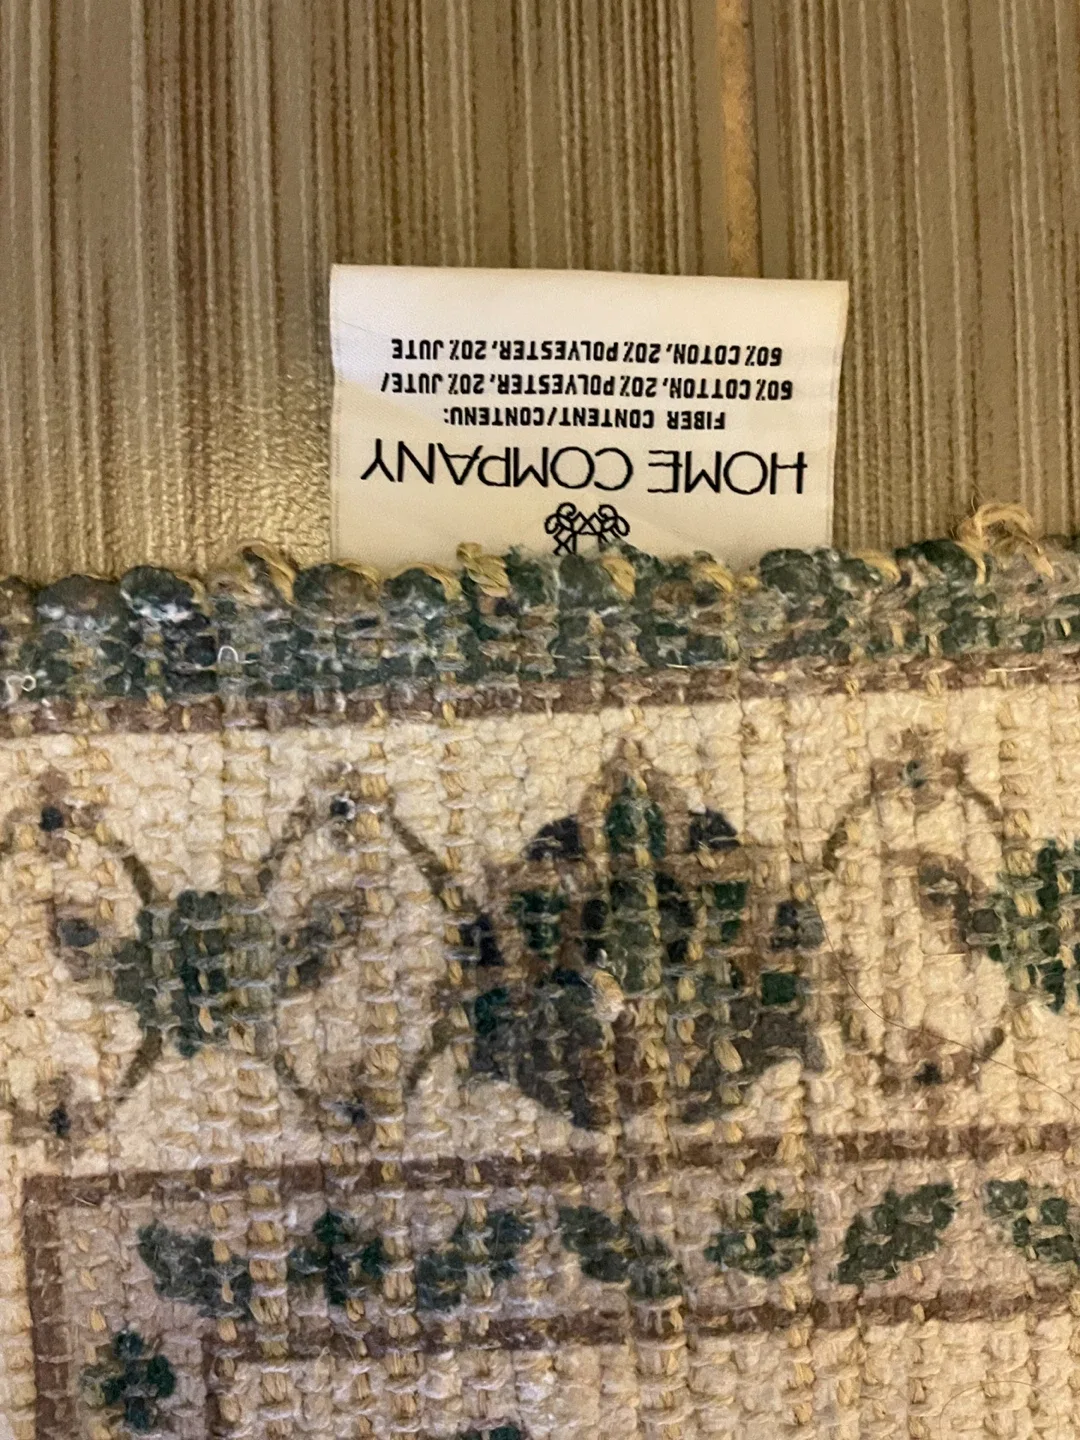 HOME COMPANY
FIBER CONTENT/CONTENU:
60% COTTON, 20% POLYESTER, 20% JUTE/
60% COTON, 20% POLYESTER, 20% JUTE